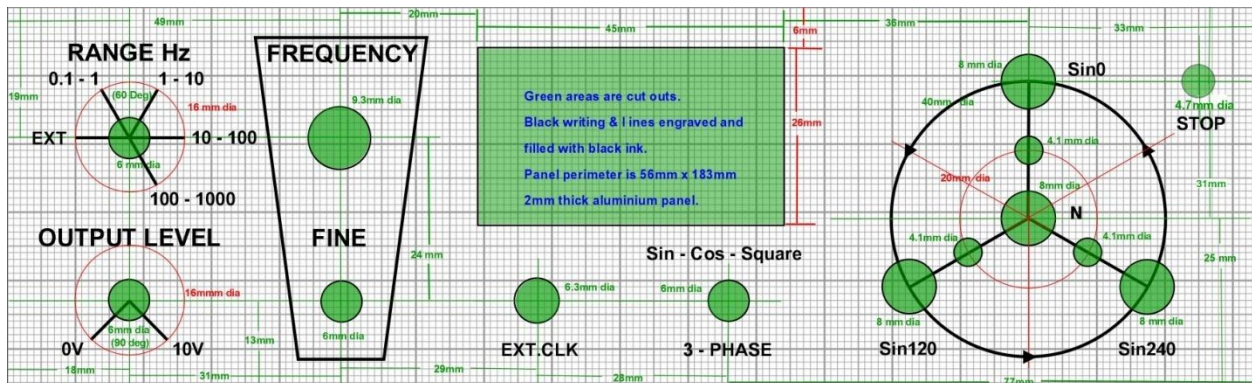 49mm
20mm
45mm
6mm
36mm
33mm
RANGE Hz
0.1 - 1
1 - 10
(60 Deg)
16 mm dia
19mm
EXT
10 - 100
6 mm dia
100 - 1000
FREQUENCY
9.3mm dia
Green areas are cut outs.
Black writing & l ines engraved and
filled with black ink.
Panel perimeter is 56mm x 183mm
2mm thick aluminium panel.
26mm
8 mm dia
Sin0
40mm dia
4.7mm dia
STOP
4.1 mm dia
20mm dia
8mm dia
31mm
N
4.1mm dia
4.1mm dia
OUTPUT LEVEL
FINE
24 mm
Sin - Cos - Square
25 mm
16mmm dia
6.3mm dia
6mm dia
6mm dia
(90 deg)
6mm dia
8 mm dia
8 mm dia
0V
10V
13mm
EXT.CLK
3 - PHASE
Sin120
Sin240
18mm
31mm
29mm
28mm
77mm